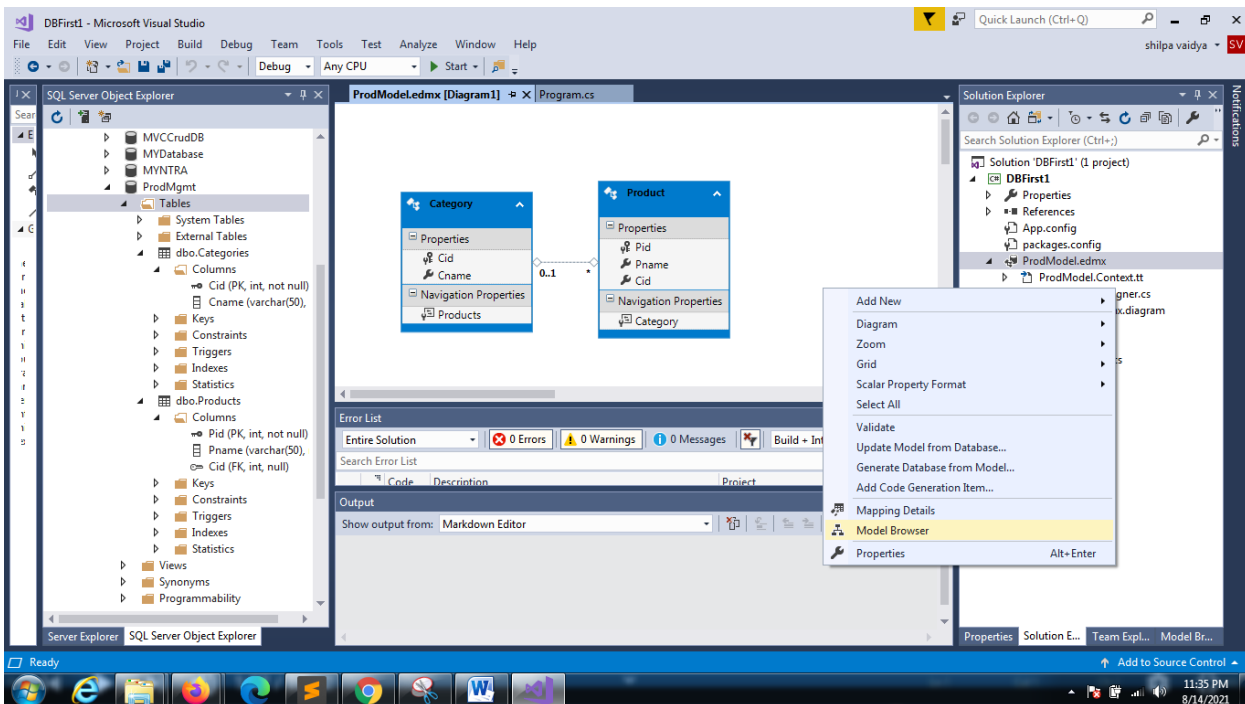 DBFirst1 - Microsoft Visual Studio
Quick Launch (Ctrl+Q)
File Edit View Project Build Debug Team Tools Test Analyze Window Help
shilpa vaidya SV
Debug Any CPU Start
SQL Server Object Explorer
MVCCrudDB
MYDatabase
MYNTRA
ProdMgmt
Tables
System Tables
External Tables
dbo.Categories
Columns
Cid (PK, int, not null)
Cname (varchar(50),
Keys
Constraints
Triggers
Indexes
Statistics
dbo.Products
Columns
Pid (PK, int, not null)
Pname (varchar(50),
Cid (FK, int, null)
Keys
Constraints
Triggers
Indexes
Statistics
Views
Synonyms
Programmability
Server Explorer SQL Server Object Explorer
ProdModel.edmx [Diagram1] Program.cs
Category
Properties
Cid
Cname
Navigation Properties
Products
0..1 *
Product
Properties
Pid
Pname
Cid
Navigation Properties
Category
Error List
Entire Solution 0 Errors 0 Warnings 0 Messages Build + Int
Search Error List
Code Description Project
Output
Show output from: Markdown Editor
Add New
Diagram
Zoom
Grid
Scalar Property Format
Select All
Validate
Update Model from Database...
Generate Database from Model...
Add Code Generation Item...
Mapping Details
Model Browser
Properties Alt+Enter
Solution Explorer
Search Solution Explorer (Ctrl+;)
Solution 'DBFirst1' (1 project)
DBFirst1
Properties
References
App.config
packages.config
ProdModel.edmx
ProdModel.Context.tt
gner.cs
x.diagram
Properties Solution E... Team Expl... Model Br...
Notifications
Ready
Add to Source Control
11:35 PM
8/14/2021